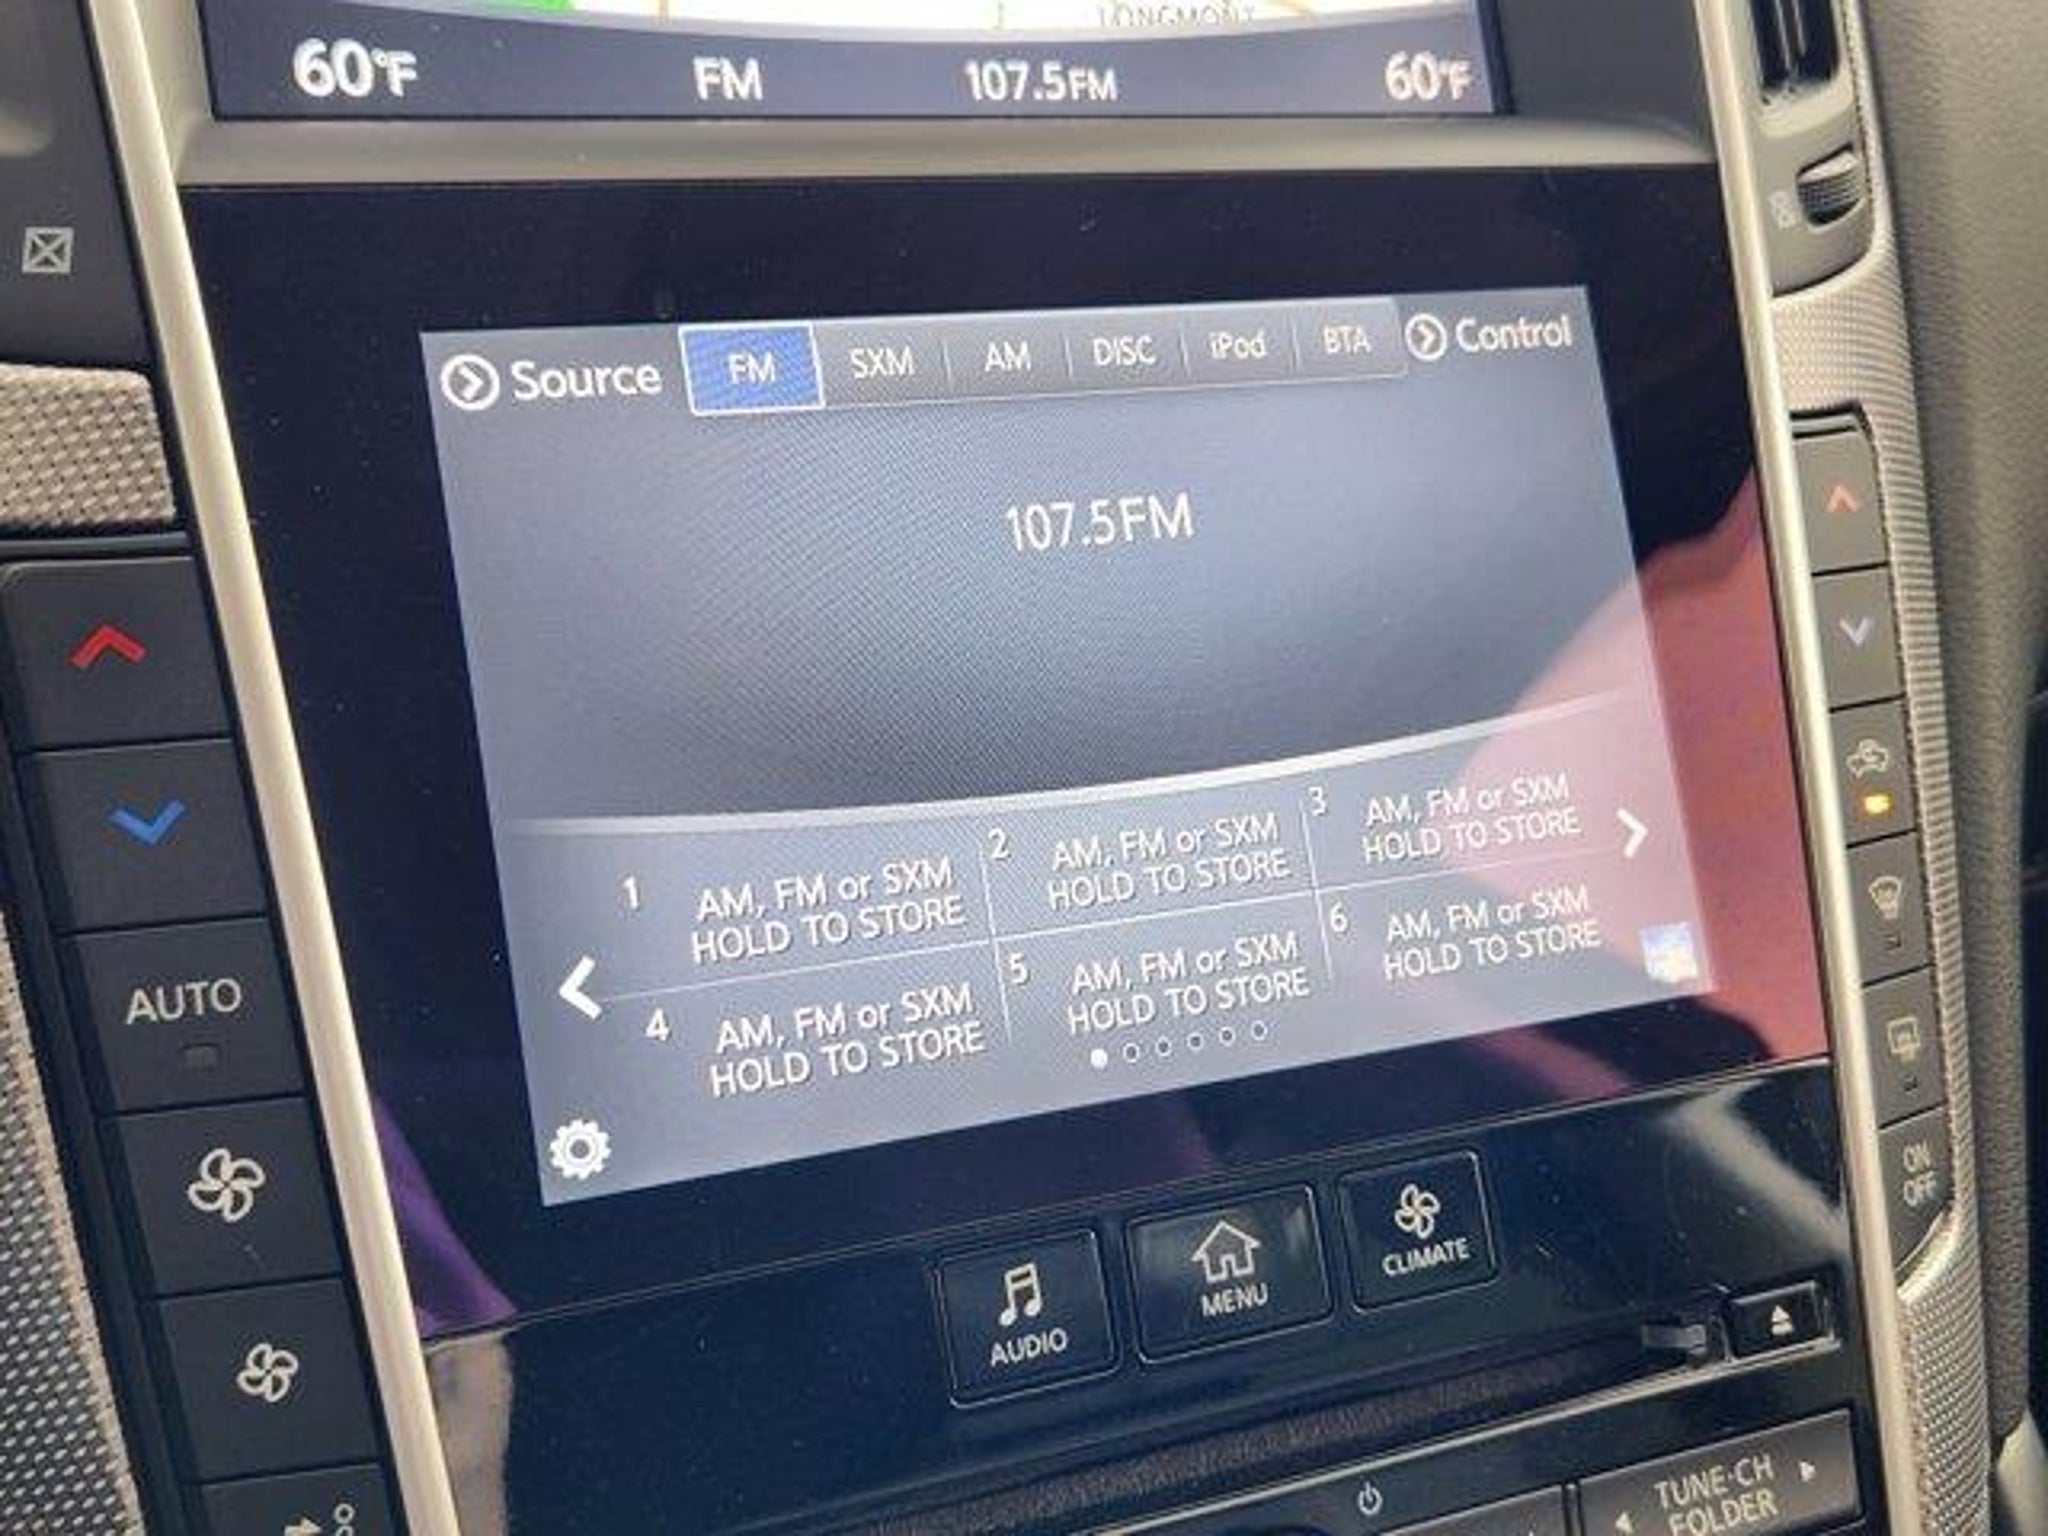 LONGMONT
60°F FM 107.5FM 60°F
Source FM SXM AM DISC iPod BTA Control
107.5FM
1 AM, FM or SXM
HOLD TO STORE
2 AM, FM or SXM
HOLD TO STORE
3 AM, FM or SXM
HOLD TO STORE
4 AM, FM or SXM
HOLD TO STORE
5 AM, FM or SXM
HOLD TO STORE
6 AM, FM or SXM
HOLD TO STORE
AUTO
ON
OFF
AUDIO
MENU
CLIMATE
TUNE·CH
FOLDER